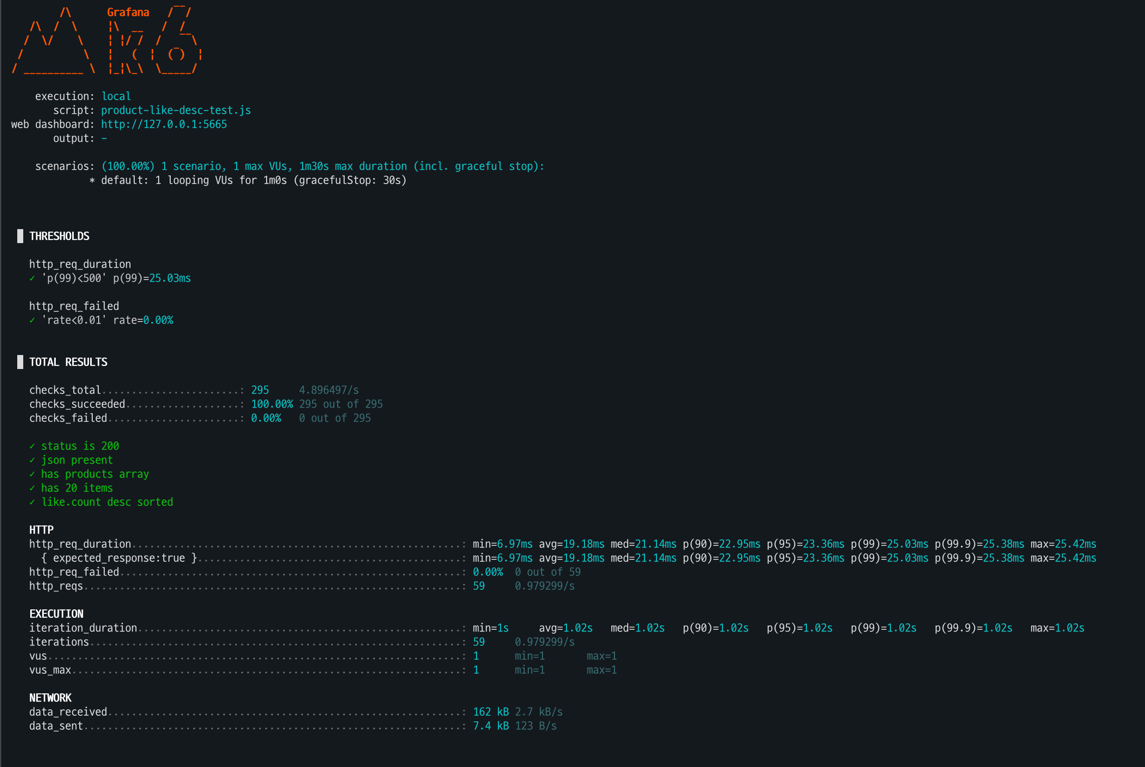 Grafana
execution: local
script: product-like-desc-test.js
web dashboard: http://127.0.0.1:5665
output: -
scenarios: (100.00%) 1 scenario, 1 max VUs, 1m30s max duration (incl. graceful stop):
* default: 1 looping VUs for 1m0s (gracefulStop: 30s)
THRESHOLDS
http_req_duration
✓ 'p(99)<500' p(99)=25.03ms
http_req_failed
✓ 'rate<0.01' rate=0.00%
TOTAL RESULTS
checks_total.......................: 295 4.896497/s
checks_succeeded...................: 100.00% 295 out of 295
checks_failed......................: 0.00% 0 out of 295
✓ status is 200
✓ json present
✓ has products array
✓ has 20 items
✓ like.count desc sorted
HTTP
http_req_duration.......................................................: min=6.97ms avg=19.18ms med=21.14ms p(90)=22.95ms p(95)=23.36ms p(99)=25.03ms p(99.9)=25.38ms max=25.42ms
{ expected_response:true }............................................: min=6.97ms avg=19.18ms med=21.14ms p(90)=22.95ms p(95)=23.36ms p(99)=25.03ms p(99.9)=25.38ms max=25.42ms
http_req_failed.........................................................: 0.00% 0 out of 59
http_reqs...............................................................: 59 0.979299/s
EXECUTION
iteration_duration......................................................: min=1s avg=1.02s med=1.02s p(90)=1.02s p(95)=1.02s p(99)=1.02s p(99.9)=1.02s max=1.02s
iterations..............................................................: 59 0.979299/s
vus.....................................................................: 1 min=1 max=1
vus_max.................................................................: 1 min=1 max=1
NETWORK
data_received...........................................................: 162 kB 2.7 kB/s
data_sent...............................................................: 7.4 kB 123 B/s